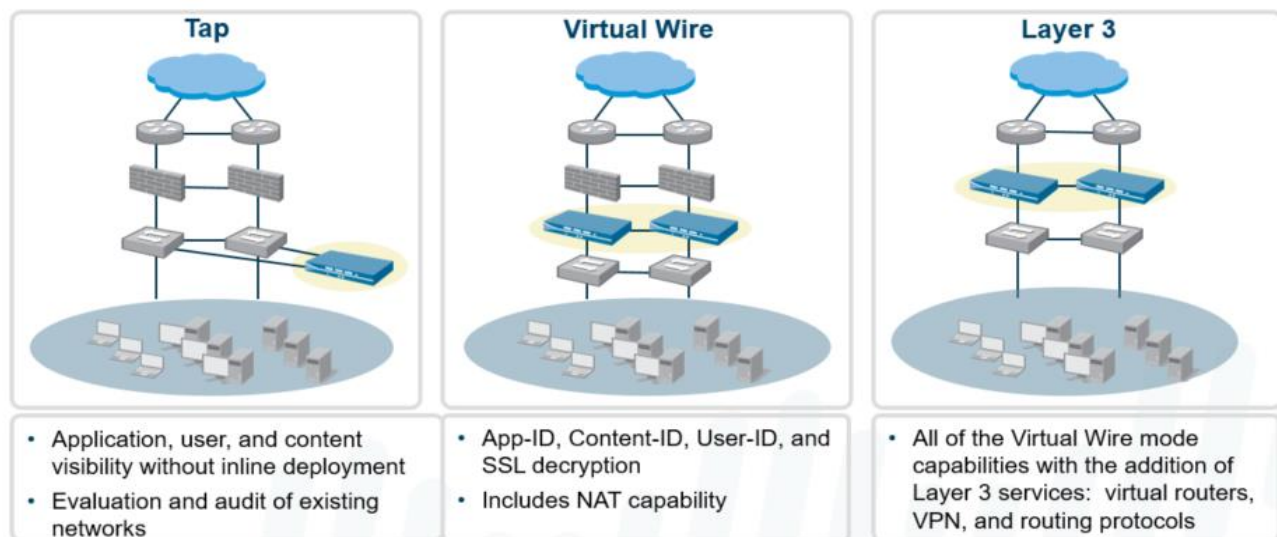 Tap
Virtual Wire
Layer 3
• Application, user, and content
visibility without inline deployment
• Evaluation and audit of existing
networks
• App-ID, Content-ID, User-ID, and
SSL decryption
• Includes NAT capability
• All of the Virtual Wire mode
capabilities with the addition of
Layer 3 services: virtual routers,
VPN, and routing protocols